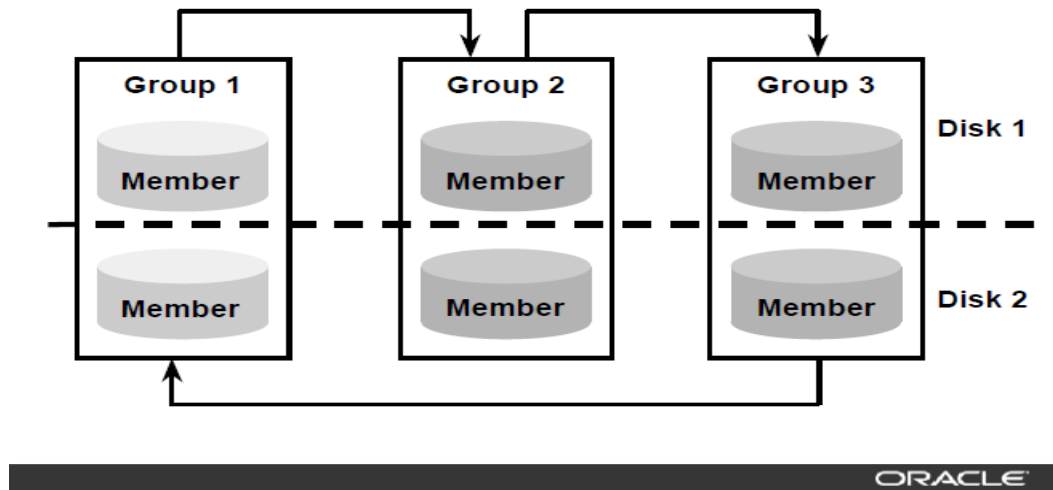 Group 1
Group 2
Group 3
Disk 1
Member
Member
Member
Member
Member
Member
Disk 2
ORACLE